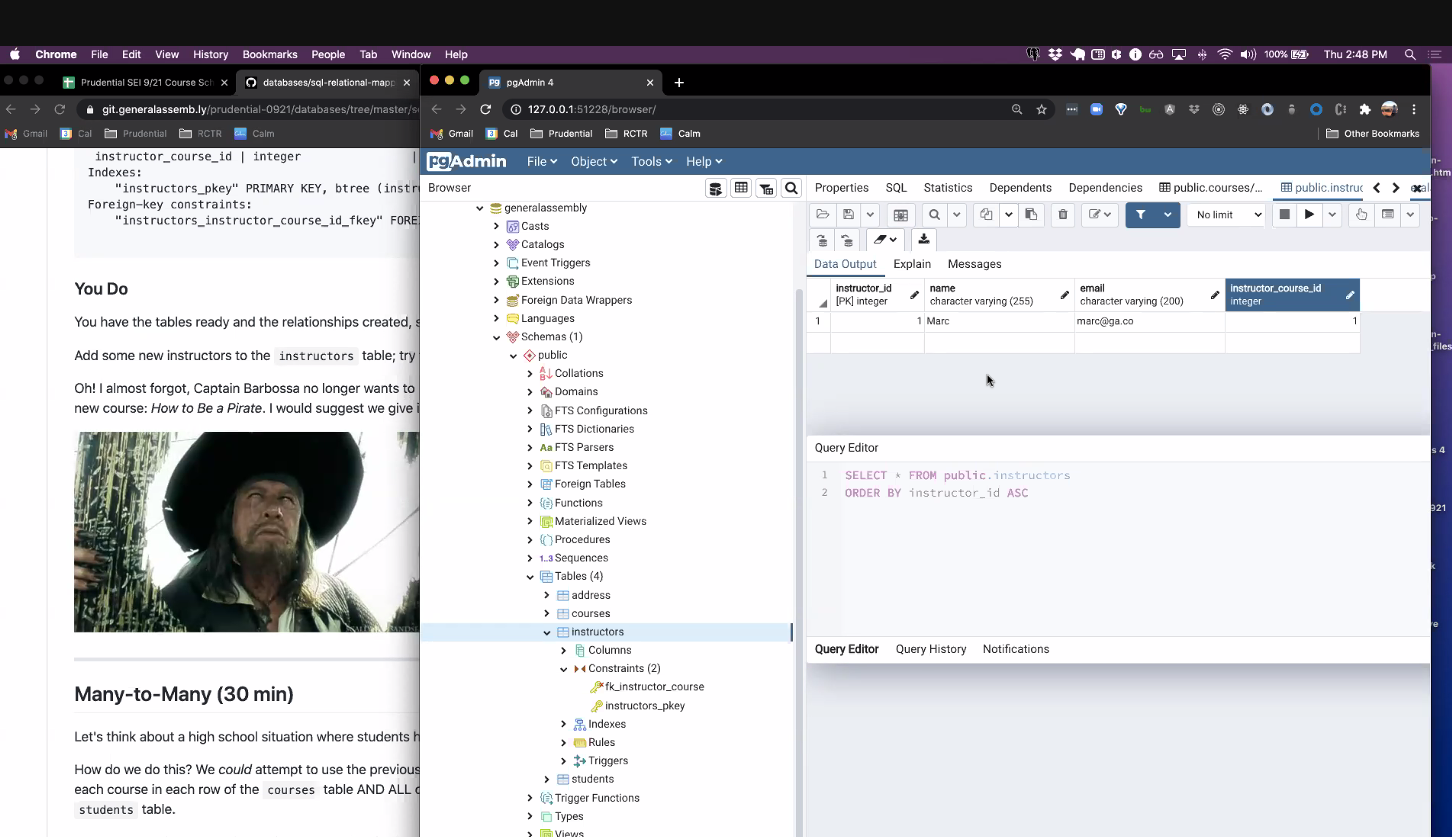 Chrome File Edit View History Bookmarks People Tab Window Help
100% Thu 2:48 PM
Prudential SEI 9/21 Course Sch
databases/sql-relational-mapp
pgAdmin 4
git.generalassemb.ly/prudential-0921/databases/tree/master/s
127.0.0.1:51228/browser/
Gmail Cal Prudential RCTR Calm
Gmail Cal Prudential RCTR Calm Other Bookmarks
instructor_course_id | integer |
Indexes:
"instructors_pkey" PRIMARY KEY, btree (instr
Foreign-key constraints:
"instructors_instructor_course_id_fkey" FORE
You Do
You have the tables ready and the relationships created, s
Add some new instructors to the instructors table; try
Oh! I almost forgot, Captain Barbossa no longer wants to
new course: How to Be a Pirate. I would suggest we give i
Many-to-Many (30 min)
Let's think about a high school situation where students h
How do we do this? We could attempt to use the previous
each course in each row of the courses table AND ALL
students table.
pgAdmin File Object Tools Help
Browser
generalassembly
Casts
Catalogs
Event Triggers
Extensions
Foreign Data Wrappers
Languages
Schemas (1)
public
Collations
Domains
FTS Configurations
FTS Dictionaries
Aa FTS Parsers
FTS Templates
Foreign Tables
Functions
Materialized Views
Procedures
1..3 Sequences
Tables (4)
address
courses
instructors
Columns
Constraints (2)
fk_instructor_course
instructors_pkey
Indexes
Rules
Triggers
students
Trigger Functions
Types
Views
Properties SQL Statistics Dependents Dependencies public.courses/... public.instruc
No limit
Data Output Explain Messages
instructor_id
[PK] integer
name
character varying (255)
email
character varying (200)
instructor_course_id
integer
1 1 Marc marc@ga.co 1
Query Editor
1 SELECT * FROM public.instructors
2 ORDER BY instructor_id ASC
Query Editor Query History Notifications